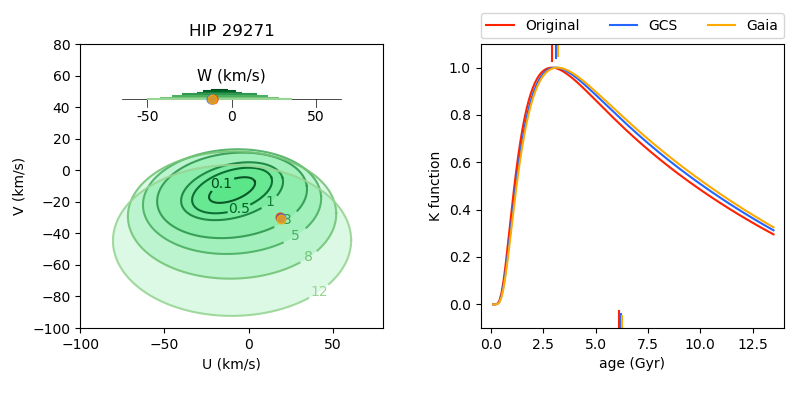 HIP 29271
80
60
40
20
0
−20
−40
−60
−80
−100
V (km/s)
W (km/s)
-50 0 50
0.1
0.5
1
3
5
8
12
−100 −50 0 50
U (km/s)
Original GCS Gaia
1.0
0.8
0.6
0.4
0.2
0.0
K function
0.0 2.5 5.0 7.5 10.0 12.5
age (Gyr)